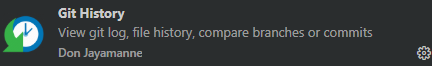 Git History
View git log, file history, compare branches or commits
Don Jayamanne